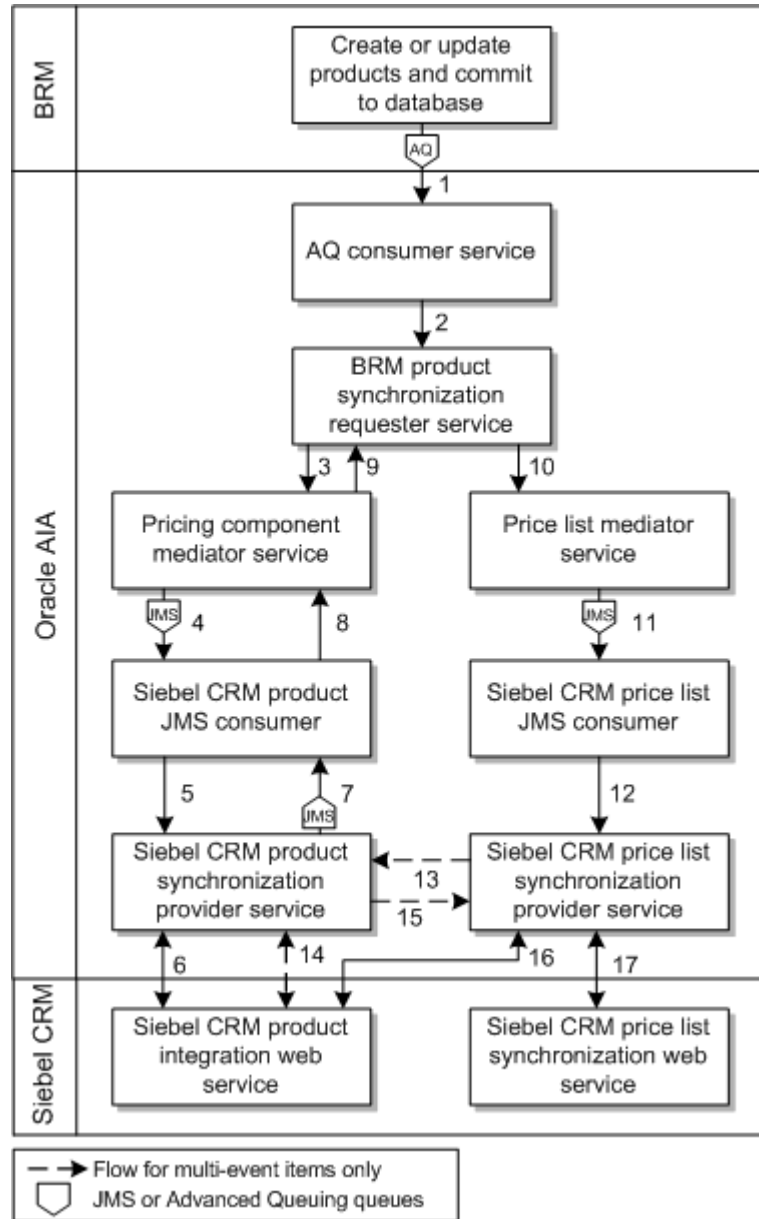 BRM
Create or update
products and commit
to database
AQ
1
Oracle AIA
AQ consumer service
2
BRM product
synchronization
requester service
3
9
10
Pricing component
mediator service
Price list mediator
service
JMS
4
8
JMS
11
Siebel CRM product
JMS consumer
Siebel CRM price list
JMS consumer
5
7
JMS
12
Siebel CRM product
synchronization
provider service
13
15
Siebel CRM price list
synchronization
provider service
6
14
16
17
Siebel CRM
Siebel CRM product
integration web
service
Siebel CRM price list
synchronization web
service
Flow for multi-event items only
JMS or Advanced Queuing queues